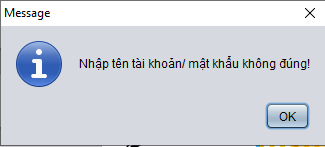 Message
Nhập tên tài khoản/ mật khẩu không đúng!
OK